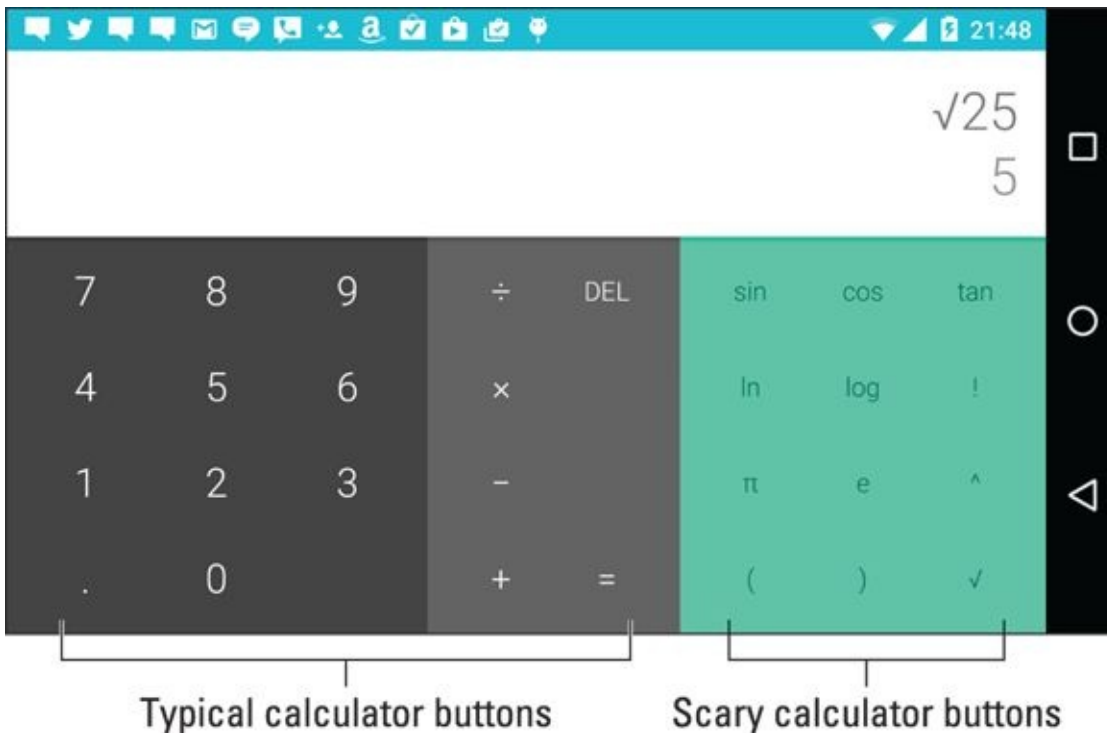 21:48
√25
5
7 8 9 ÷ DEL sin cos tan
4 5 6 × ln log !
1 2 3 − π e ^
. 0 + = ( ) √
Typical calculator buttons Scary calculator buttons